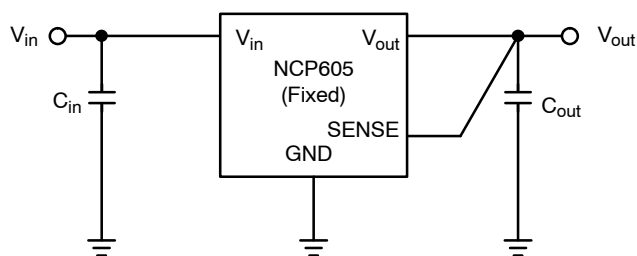 Vin
Vin
Vout
Vout
NCP605
(Fixed)
Cin
Cout
SENSE
GND